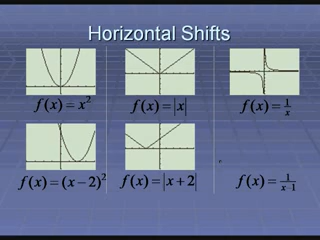 Horizontal Shifts
f(x) = x²
f(x) = |x|
f(x) = 1/x
f(x) = (x−2)²
f(x) = |x+2|
f(x) = 1/(x−1)